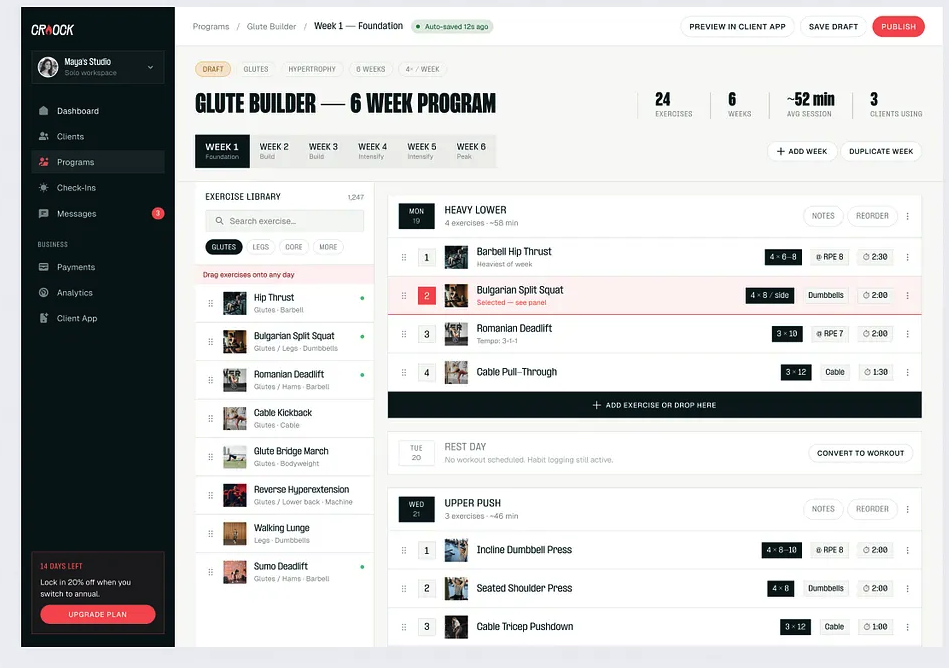 CROOCK
Maya's Studio
Solo workspace
Dashboard
Clients
Programs
Check-Ins
Messages
3
BUSINESS
Payments
Analytics
Client App
14 DAYS LEFT
Lock in 20% off when you
switch to annual.
UPGRADE PLAN
Programs / Glute Builder / Week 1 — Foundation
Auto-saved 12s ago
PREVIEW IN CLIENT APP
SAVE DRAFT
PUBLISH
DRAFT
GLUTES
HYPERTROPHY
6 WEEKS
4× / WEEK
GLUTE BUILDER — 6 WEEK PROGRAM
24
EXERCISES
6
WEEKS
~52 min
AVG SESSION
3
CLIENTS USING
WEEK 1
Foundation
WEEK 2
Build
WEEK 3
Build
WEEK 4
Intensify
WEEK 5
Intensify
WEEK 6
Peak
+ ADD WEEK
DUPLICATE WEEK
EXERCISE LIBRARY
1,247
Search exercise...
GLUTES
LEGS
CORE
MORE
Drag exercises onto any day
Hip Thrust
Glutes · Barbell
Bulgarian Split Squat
Glutes / Legs · Dumbbells
Romanian Deadlift
Glutes / Hams · Barbell
Cable Kickback
Glutes · Cable
Glute Bridge March
Glutes · Bodyweight
Reverse Hyperextension
Glutes / Lower back · Machine
Walking Lunge
Legs · Dumbbells
Sumo Deadlift
Glutes / Hams · Barbell
MON
19
HEAVY LOWER
4 exercises · ~58 min
NOTES
REORDER
1
Barbell Hip Thrust
Heaviest of week
4 × 6–8
@ RPE 8
2:30
2
Bulgarian Split Squat
Selected — see panel
4 × 8 / side
Dumbbells
2:00
3
Romanian Deadlift
Tempo: 3-1-1
3 × 10
@ RPE 7
2:00
4
Cable Pull-Through
3 × 12
Cable
1:30
+ ADD EXERCISE OR DROP HERE
TUE
20
REST DAY
No workout scheduled. Habit logging still active.
CONVERT TO WORKOUT
WED
21
UPPER PUSH
3 exercises · ~46 min
NOTES
REORDER
1
Incline Dumbbell Press
4 × 8–10
@ RPE 8
2:00
2
Seated Shoulder Press
4 × 8
Dumbbells
2:00
3
Cable Tricep Pushdown
3 × 12
Cable
1:00